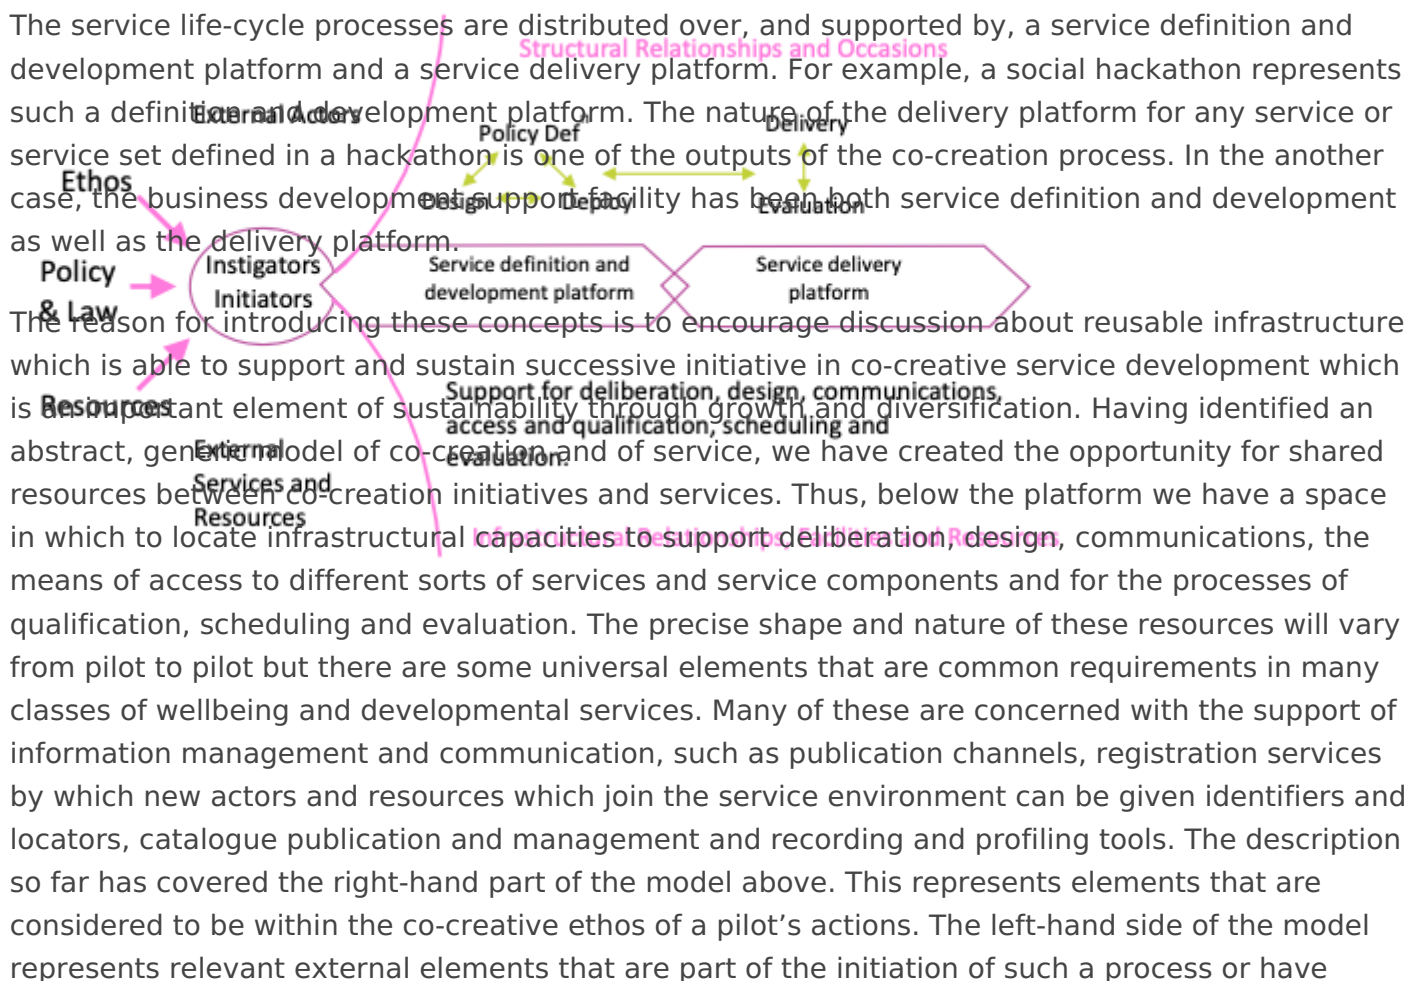 The service life-cycle processes are distributed over, and supported by, a service definition and
Structural Relationships and Occasions
development platform and a service delivery platform. For example, a social hackathon represents
such a definition and development platform. The nature of the delivery platform for any service or
External Actors
Policy Def
Delivery
service set defined in a hackathon is one of the outputs of the co-creation process. In the another
Ethos
case, the business development support facility has been both service definition and development
Design
Deploy
Evaluation
as well as the delivery platform.
Policy
& Law
Instigators
Initiators
Service definition and
development platform
Service delivery
platform
The reason for introducing these concepts is to encourage discussion about reusable infrastructure
which is able to support and sustain successive initiative in co-creative service development which
Support for deliberation, design, communications,
access and qualification, scheduling and
evaluation.
is an important element of sustainability through growth and diversification. Having identified an
Resources
abstract, generic model of co-creation and of service, we have created the opportunity for shared
External
Services and
Resources
resources between co-creation initiatives and services. Thus, below the platform we have a space
in which to locate infrastructural capacities to support deliberation, design, communications, the
Infrastructural Relationships, Facilities and Resources
means of access to different sorts of services and service components and for the processes of
qualification, scheduling and evaluation. The precise shape and nature of these resources will vary
from pilot to pilot but there are some universal elements that are common requirements in many
classes of wellbeing and developmental services. Many of these are concerned with the support of
information management and communication, such as publication channels, registration services
by which new actors and resources which join the service environment can be given identifiers and
locators, catalogue publication and management and recording and profiling tools. The description
so far has covered the right-hand part of the model above. This represents elements that are
considered to be within the co-creative ethos of a pilot’s actions. The left-hand side of the model
represents relevant external elements that are part of the initiation of such a process or have